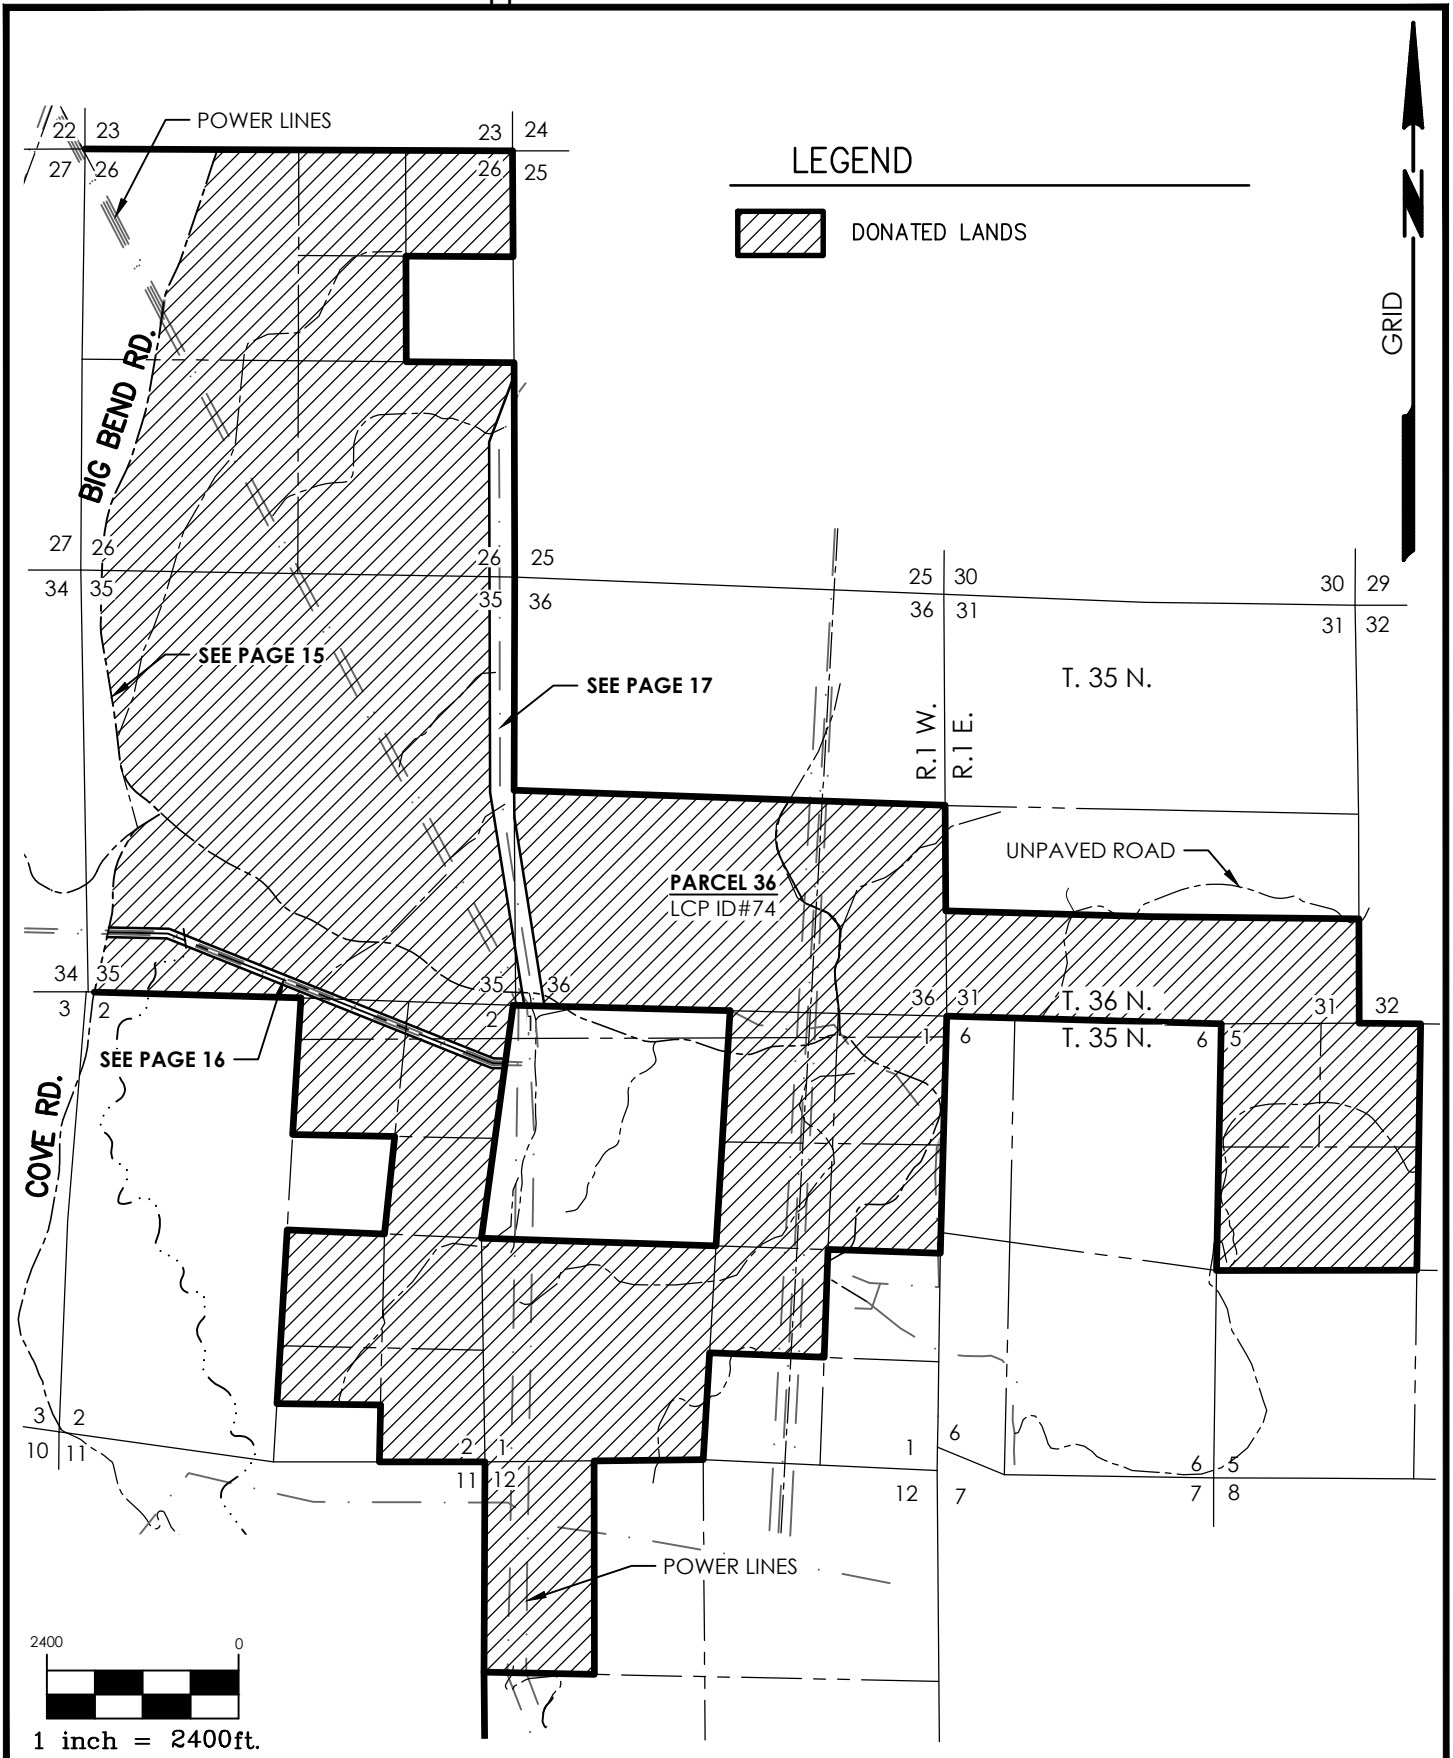 22 23
23 24
POWER LINES
27 26
26 25
LEGEND
DONATED LANDS
N
GRID
BIG BEND RD.
27 26
26 25
25 30
30 29
34 35
35 36
36 31
31 32
SEE PAGE 15
SEE PAGE 17
T. 35 N.
R.1 W.
R.1 E.
UNPAVED ROAD
PARCEL 36
LCP ID#74
34 35
35 36
36 31
31 32
T. 36 N.
3 2
2 1
1 6
6 5
T. 35 N.
SEE PAGE 16
COVE RD.
3 2
2 1
1 6
6 5
10 11
11 12
12 7
7 8
POWER LINES
2400 0
1 inch = 2400ft.